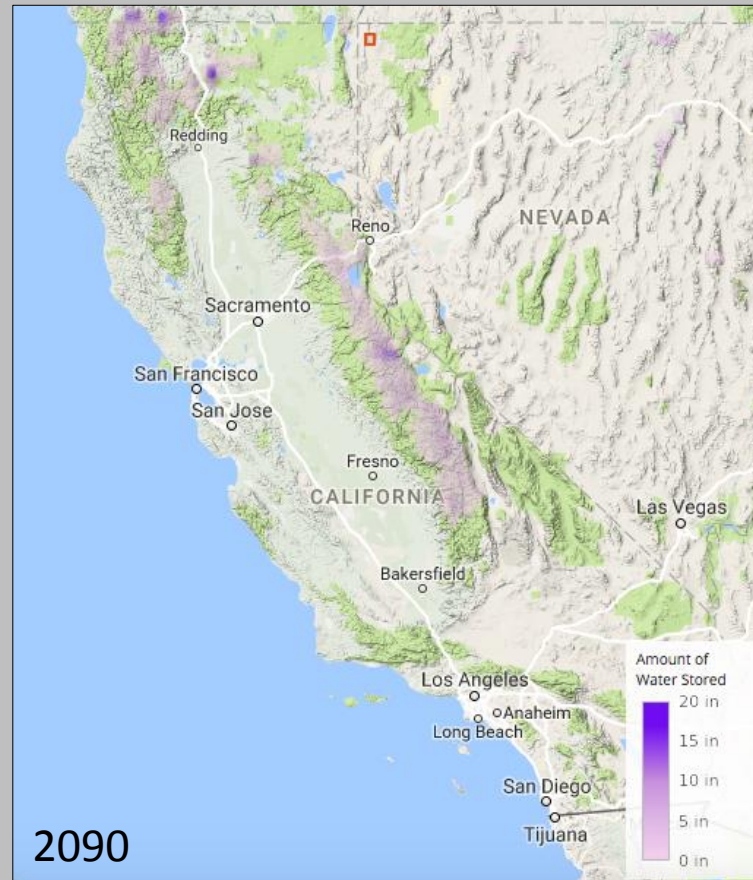 Redding
Reno
NEVADA
Sacramento
San Francisco
San Jose
Fresno
CALIFORNIA
Las Vegas
Bakersfield
Amount of
Water Stored
20 in
15 in
10 in
5 in
0 in
Los Angeles
Anaheim
Long Beach
San Diego
Tijuana
2090